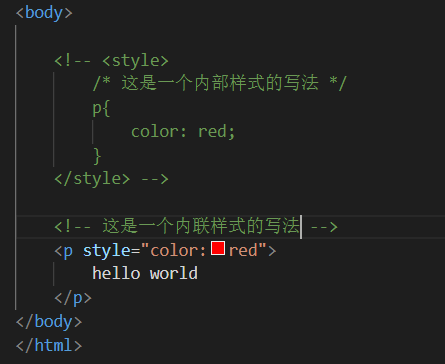 <body>
<!-- <style>
/* 这是一个内部样式的写法 */
p{
color: red;
}
</style> -->
<!-- 这是一个内联样式的写法 -->
<p style="color:red">
hello world
</p>
</body>
</html>